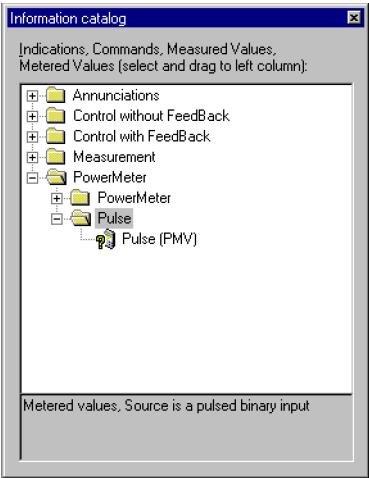 Information catalog
Indications, Commands, Measured Values,
Metered Values (select and drag to left column):
Annunciations
Control without FeedBack
Control with FeedBack
Measurement
PowerMeter
PowerMeter
Pulse
Pulse (PMV)
Metered values, Source is a pulsed binary input